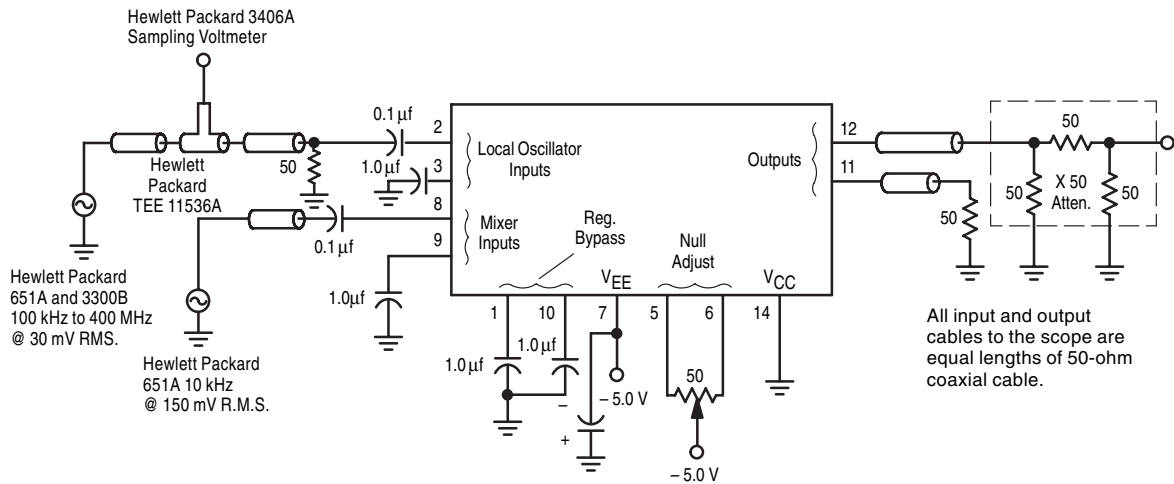 Hewlett Packard 3406A
Sampling Voltmeter
0.1 µf
2
1.0 µf
3
50
Hewlett
Packard
TEE 11536A
8
0.1 µf
9
1.0µf
Local Oscillator
Inputs
Mixer
Inputs
Reg.
Bypass
VEE
Null
Adjust
VCC
Outputs
12
11
50
50
50
X 50
Atten.
50
1
10
7
5
6
14
1.0 µf
1.0 µf
–
+
– 5.0 V
50
– 5.0 V
Hewlett Packard
651A and 3300B
100 kHz to 400 MHz
@ 30 mV RMS.
Hewlett Packard
651A 10 kHz
@ 150 mV R.M.S.
All input and output
cables to the scope are
equal lengths of 50-ohm
coaxial cable.